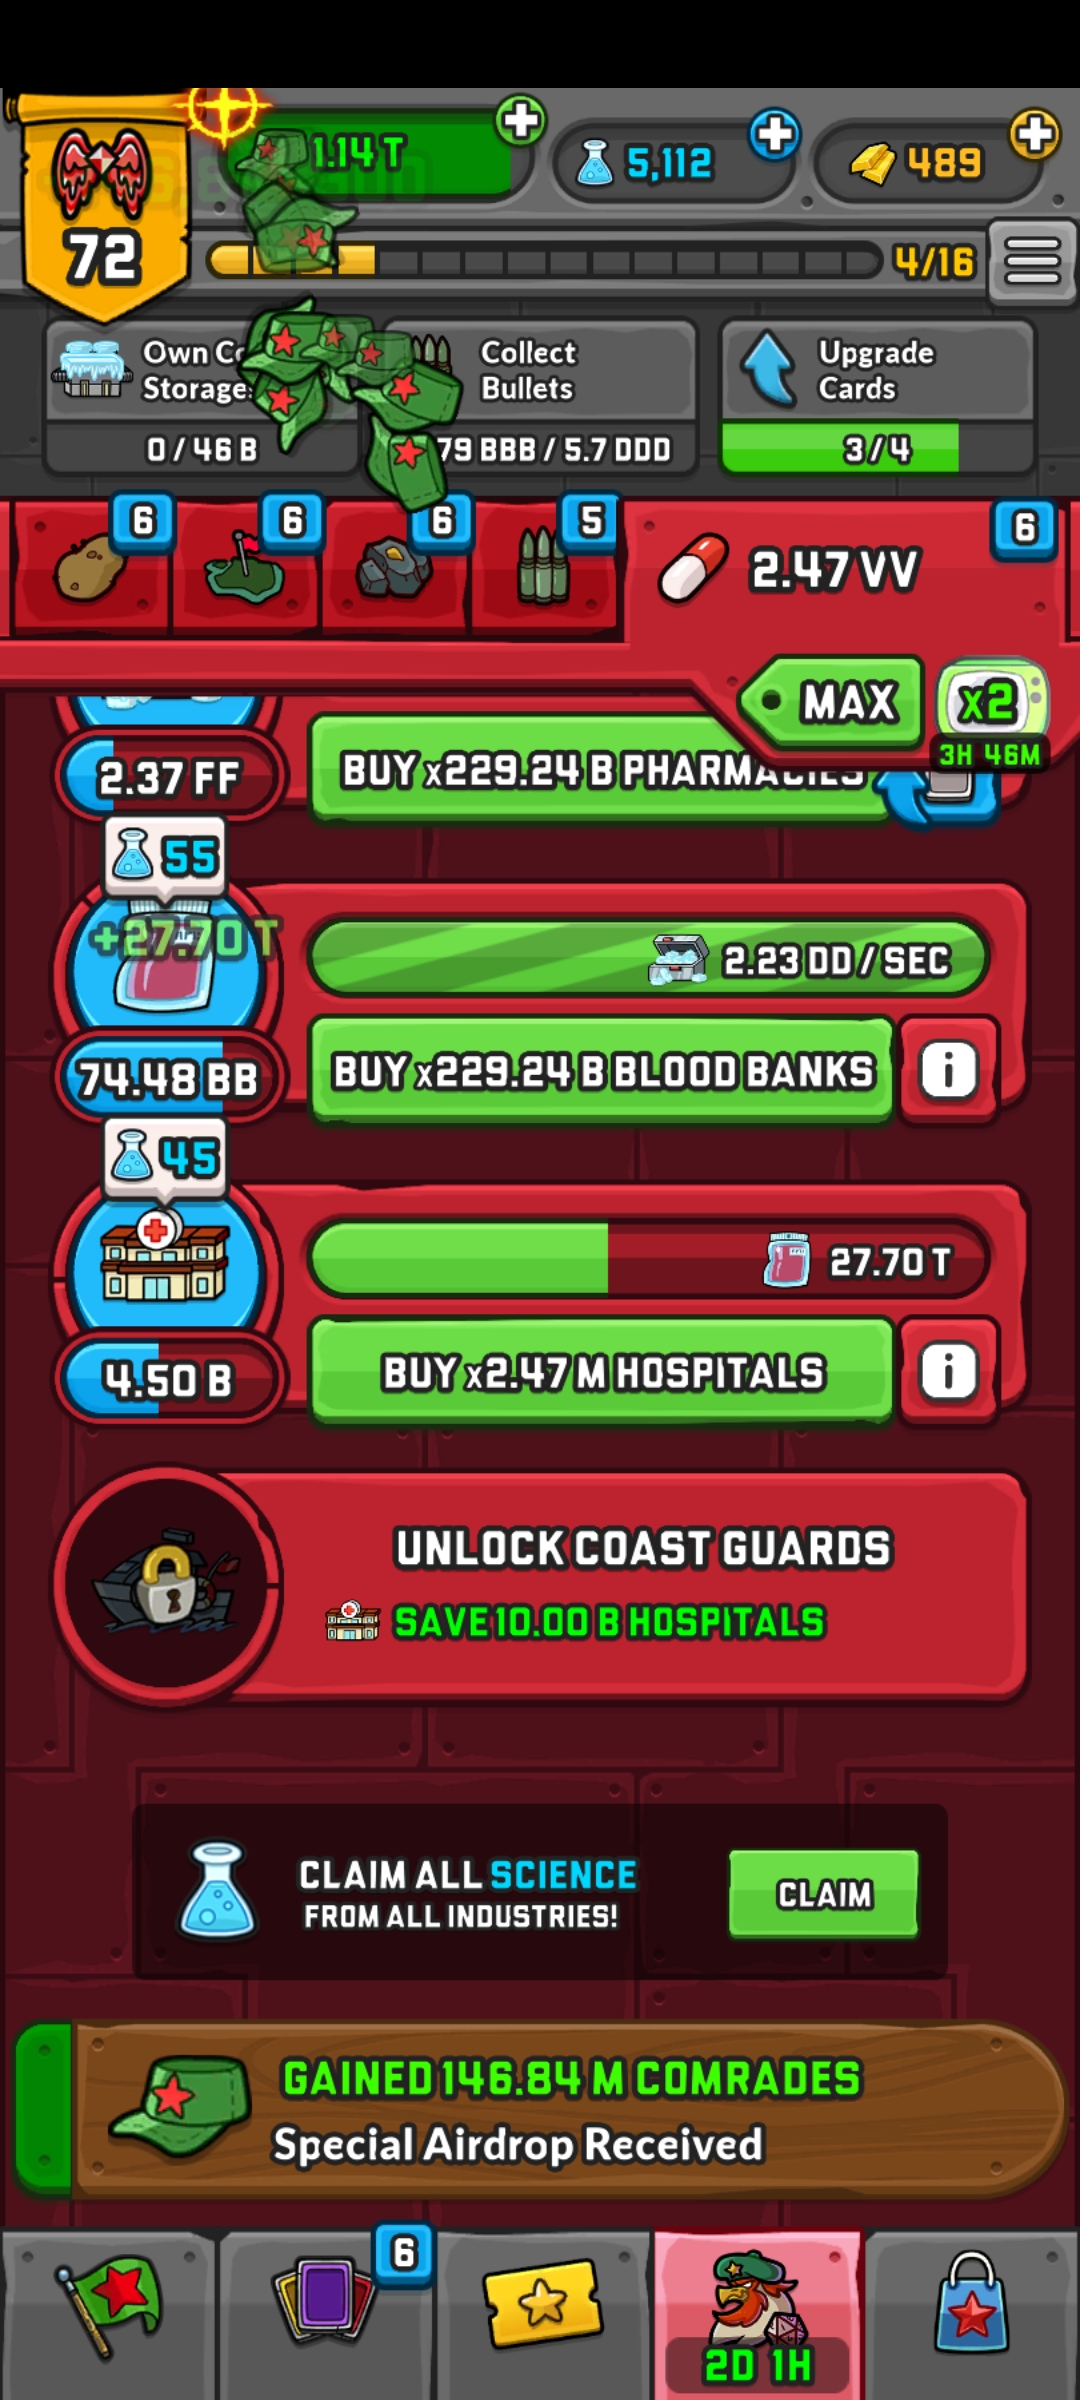 1.14 T
5,112
489
72
4/16
Own Co
Storage
0 / 46 B
Collect
Bullets
79 BBB / 5.7 DDD
Upgrade
Cards
3/4
6
6
6
5
2.47 VV
6
MAX
x2
3H 46M
2.37 FF
BUY x229.24 B PHARMACIES
55
+27.70 T
2.23 DD / SEC
74.48 BB
BUY x229.24 B BLOOD BANKS
i
45
27.70 T
4.50 B
BUY x2.47 M HOSPITALS
i
UNLOCK COAST GUARDS
SAVE 10.00 B HOSPITALS
CLAIM ALL SCIENCE
FROM ALL INDUSTRIES!
CLAIM
GAINED 146.84 M COMRADES
Special Airdrop Received
6
2D 1H